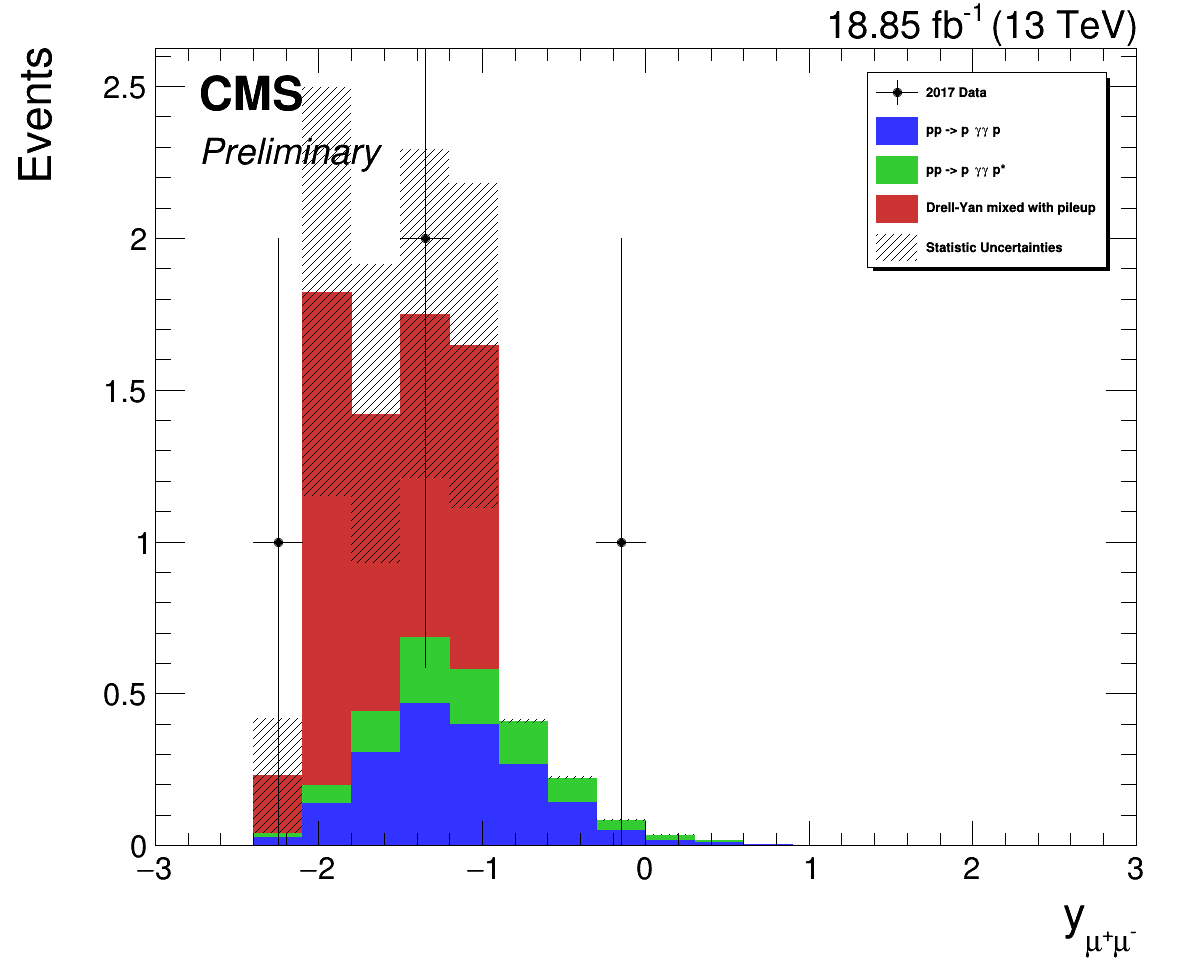 18.85 fb-1 (13 TeV)
Events
CMS
Preliminary
2017 Data
pp -> p γγ p
pp -> p γγ p*
Drell-Yan mixed with pileup
Statistic Uncertainties
2.5
2
1.5
1
0.5
0
−3 −2 −1 0 1 2 3
y μ+μ-